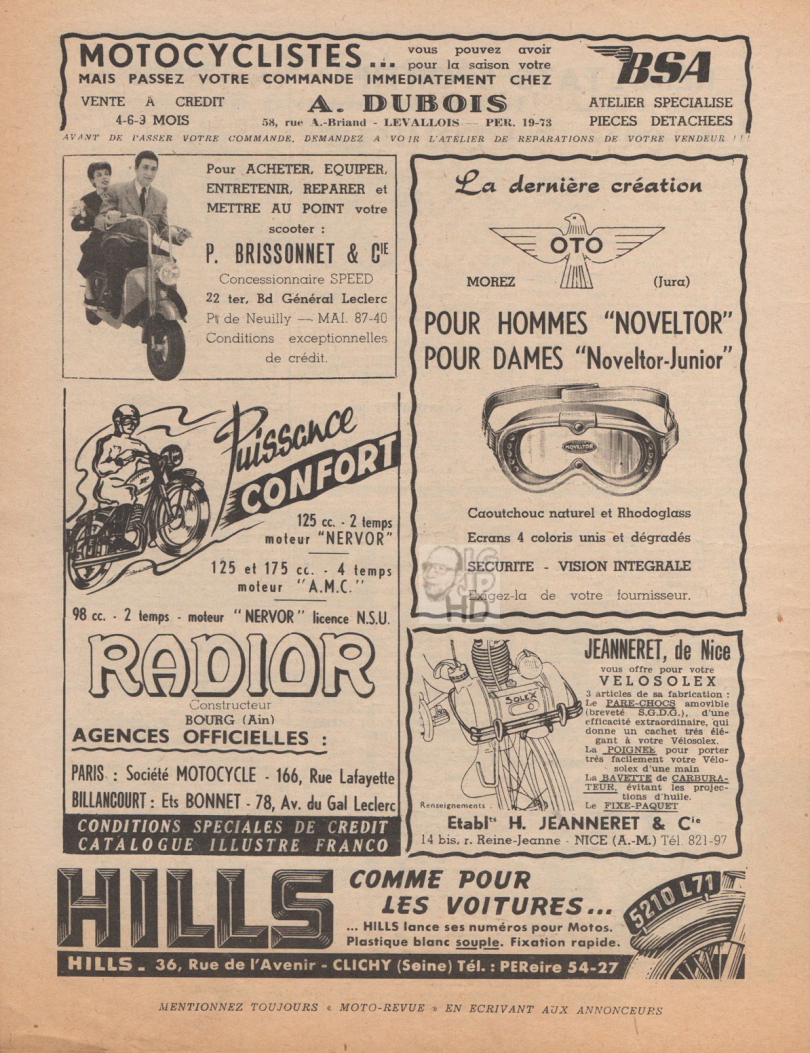 MOTOCYCLISTES... vous pouvez avoir
pour la saison votre
BSA
MAIS PASSEZ VOTRE COMMANDE IMMEDIATEMENT CHEZ
VENTE A CREDIT
4-6-9 MOIS
A. DUBOIS
58, rue A.-Briand - LEVALLOIS — PER. 19-73
ATELIER SPECIALISE
PIECES DETACHEES
AVANT DE PASSER VOTRE COMMANDE, DEMANDEZ A VOIR L'ATELIER DE REPARATIONS DE VOTRE VENDEUR !!!
Pour ACHETER, EQUIPER,
ENTRETENIR, REPARER et
METTRE AU POINT votre
scooter :
P. BRISSONNET & CIE
Concessionnaire SPEED
22 ter, Bd Général Leclerc
Pt de Neuilly — MAI. 87-40
Conditions exceptionnelles
de crédit.
Puissance
CONFORT
125 cc. - 2 temps
moteur "NERVOR"
125 et 175 cc. - 4 temps
moteur "A.M.C."
98 cc. - 2 temps - moteur "NERVOR" licence N.S.U.
RADIOR
Constructeur
BOURG (Ain)
AGENCES OFFICIELLES :
PARIS : Société MOTOCYCLE - 166, Rue Lafayette
BILLANCOURT : Ets BONNET - 78, Av. du Gal Leclerc
CONDITIONS SPECIALES DE CREDIT
CATALOGUE ILLUSTRE FRANCO
La dernière création
OTO
MOREZ (Jura)
POUR HOMMES "NOVELTOR"
POUR DAMES "Noveltor-Junior"
NOVELTOR
Caoutchouc naturel et Rhodoglass
Ecrans 4 coloris unis et dégradés
SECURITE - VISION INTEGRALE
Exigez-la de votre fournisseur.
JEANNERET, de Nice
vous offre pour votre
VELOSOLEX
3 articles de sa fabrication :
Le PARE-CHOCS amovible
(breveté S.G.D.G.), d'une
efficacité extraordinaire, qui
donne un cachet très élé-
gant à votre Vélosolex.
La POIGNEE pour porter
très facilement votre Vélo-
solex d'une main
La BAVETTE de CARBURA-
TEUR, évitant les projec-
tions d'huile.
Le FIXE-PAQUET
SOLEX
Renseignements :
Etablts H. JEANNERET & Cie
14 bis, r. Reine-Jeanne - NICE (A.-M.) Tél. 821-97
HILLS
COMME POUR
LES VOITURES...
... HILLS lance ses numéros pour Motos.
Plastique blanc souple. Fixation rapide.
5210 L71
HILLS - 36, Rue de l'Avenir - CLICHY (Seine) Tél. : PEReire 54-27
MENTIONNEZ TOUJOURS « MOTO-REVUE » EN ECRIVANT AUX ANNONCEURS